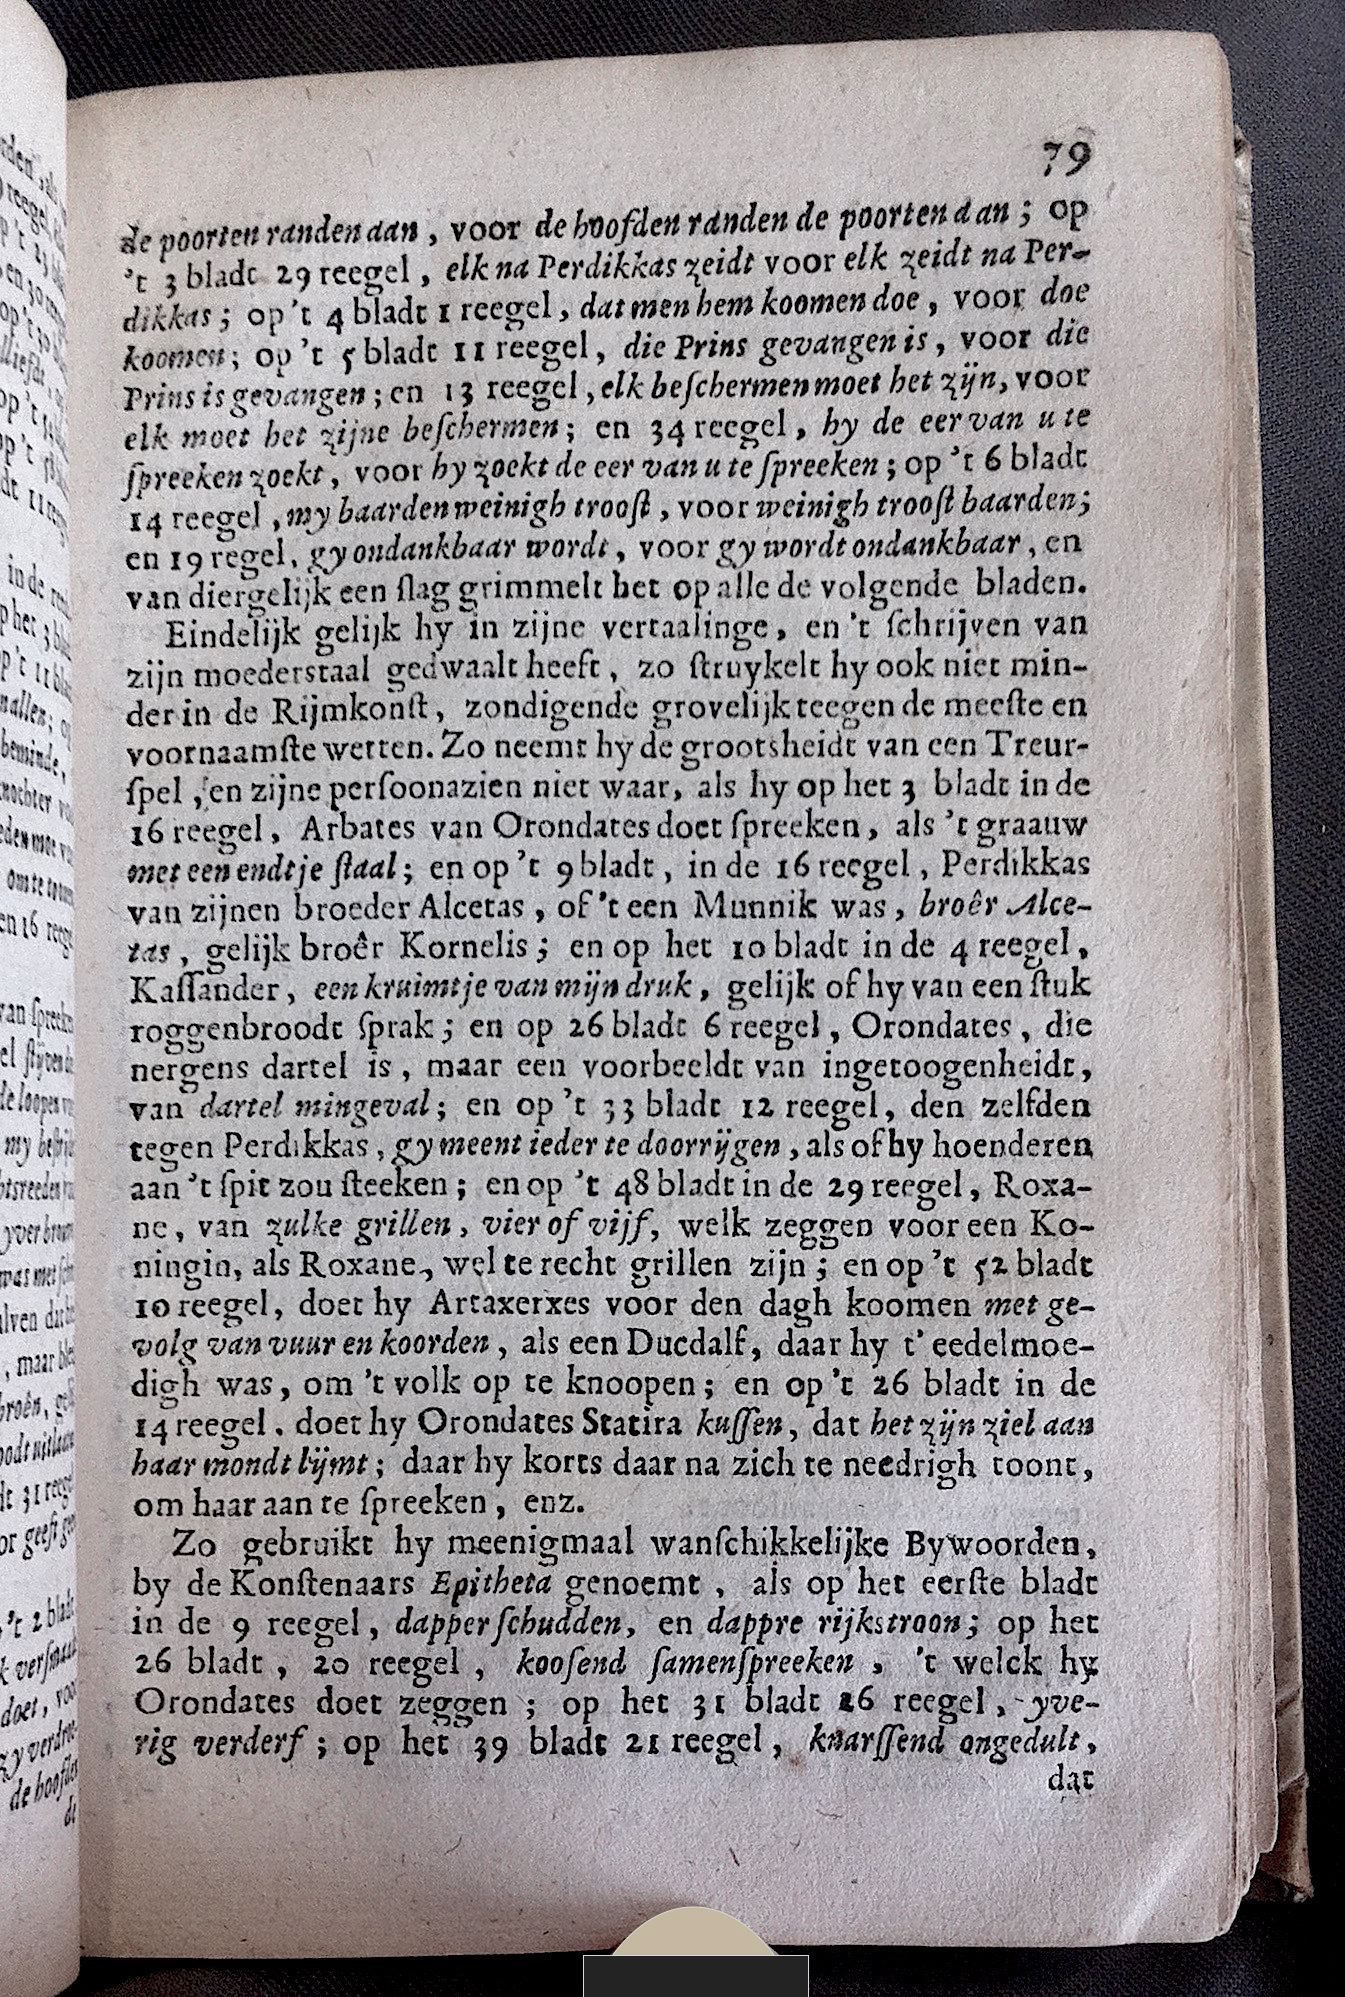 79
de poorten randen aan, voor de hoofden randen de poorten aan; op
't 3 bladt 29 reegel, elk na Perdikkas zeidt voor elk zeidt na Per-
dikkas; op 't 4 bladt 1 reegel, dat men hem koomen doe, voor doe
koomen; op 't 5 bladt 11 reegel, die Prins gevangen is, voor die
Prins is gevangen; en 13 reegel, elk beſchermen moet het zijn, voor
elk moet het zijne beſchermen; en 34 reegel, hy de eer van u te
ſpreeken zoekt, voor hy zoekt de eer van u te ſpreeken; op 't 6 bladt
14 reegel, my baarden weinigh trooſt, voor weinigh trooſt baarden;
en 19 regel, gy ondankbaar wordt, voor gy wordt ondankbaar, en
van diergelijk een ſlag grimmelt het op alle de volgende bladen.
Eindelijk gelijk hy in zijne vertaalinge, en 't ſchrijven van
zijn moederstaal gedwaalt heeft, zo ſtruykelt hy ook niet min-
der in de Rijmkonſt, zondigende grovelijk teegen de meeſte en
voornaamſte wetten. Zo neemt hy de grootsheidt van een Treur-
ſpel, en zijne perſoonazien niet waar, als hy op het 3 bladt in de
16 reegel, Arbates van Orondates doet ſpreeken, als 't graauw
met een endtje ſtaal; en op 't 9 bladt, in de 16 reegel, Perdikkas
van zijnen broeder Alcetas, of 't een Munnik was, broêr Alce-
tas, gelijk broêr Kornelis; en op het 10 bladt in de 4 reegel,
Kaſſander, een kruimtje van mijn druk, gelijk of hy van een ſtuk
roggenbroodt ſprak; en op 26 bladt 6 reegel, Orondates, die
nergens dartel is, maar een voorbeeldt van ingetoogenheidt,
van dartel mingeval; en op 't 33 bladt 12 reegel, den zelfden
tegen Perdikkas, gy meent ieder te doorrijgen, als of hy hoenderen
aan 't ſpit zou ſteeken; en op 't 48 bladt in de 29 reegel, Roxa-
ne, van zulke grillen, vier of vijf, welk zeggen voor een Ko-
ningin, als Roxane, wel te recht grillen zijn; en op 't 52 bladt
10 reegel, doet hy Artaxerxes voor den dagh koomen met ge-
volg van vuur en koorden, als een Ducdalf, daar hy t' eedelmoe-
digh was, om 't volk op te knoopen; en op 't 26 bladt in de
14 reegel, doet hy Orondates Statira kuſſen, dat het zijn ziel aan
haar mondt lijmt; daar hy korts daar na zich te needrigh toont,
om haar aan te ſpreeken, enz.
Zo gebruikt hy meenigmaal wanſchikkelijke Bywoorden,
by de Konſtenaars Epitheta genoemt, als op het eerſte bladt
in de 9 reegel, dapper ſchudden, en dappre rijkstroon; op het
26 bladt, 20 reegel, kooſend ſamenſpreeken, 't welck hy
Orondates doet zeggen; op het 31 bladt 26 reegel, yve-
rig verderf; op het 39 bladt 21 reegel, knarſſend ongedult,
dat